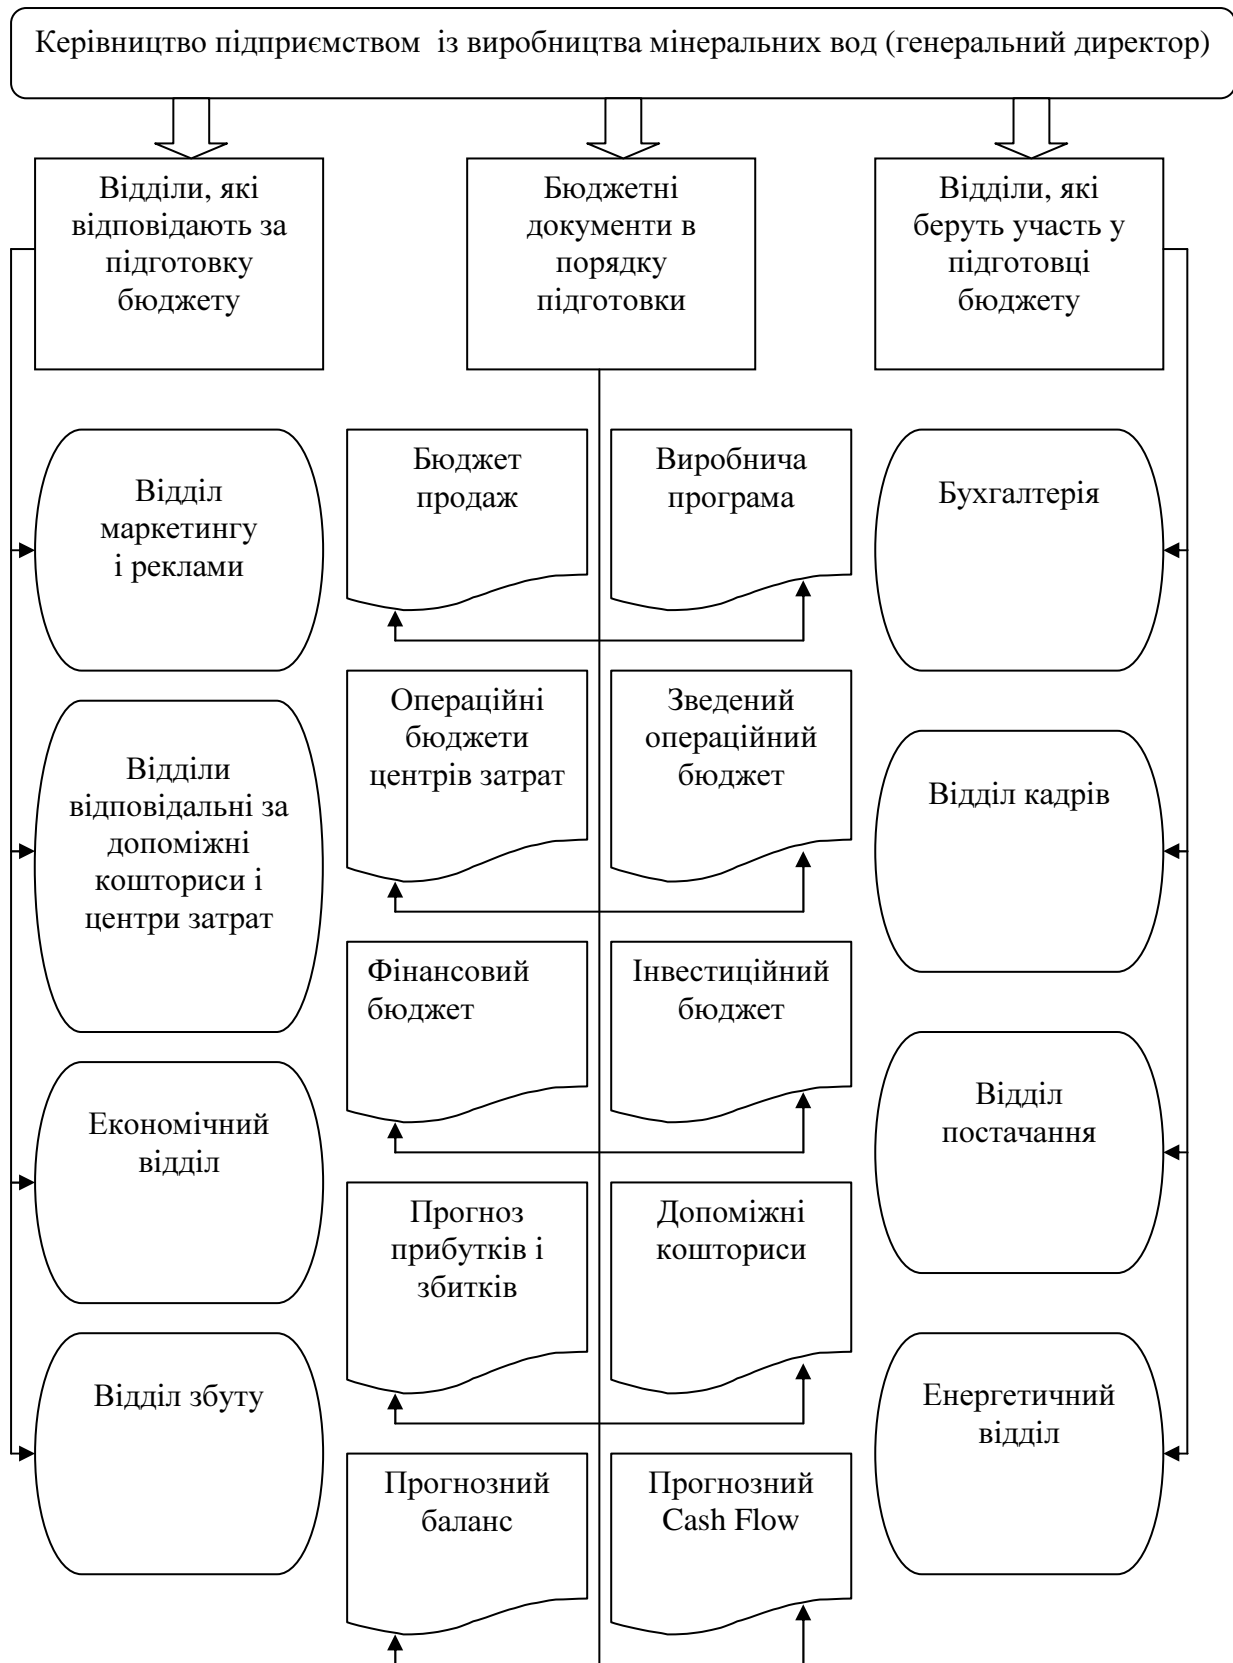 Керівництво підприємством із виробництва мінеральних вод (генеральний директор)
Відділи, які
відповідають за
підготовку
бюджету
Бюджетні
документи в
порядку
підготовки
Відділи, які
беруть участь у
підготовці
бюджету
Відділ
маркетингу
і реклами
Відділи
відповідальні за
допоміжні
кошториси і
центри затрат
Економічний
відділ
Відділ збуту
Бюджет
продаж
Виробнича
програма
Операційні
бюджети
центрів затрат
Зведений
операційний
бюджет
Фінансовий
бюджет
Інвестиційний
бюджет
Прогноз
прибутків і
збитків
Допоміжні
кошториси
Прогнозний
баланс
Прогнозний
Cash Flow
Бухгалтерія
Відділ кадрів
Відділ
постачання
Енергетичний
відділ